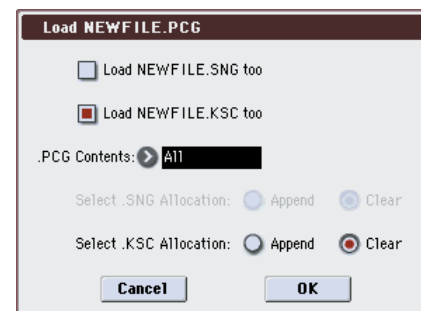 Load NEWFILE.PCG
Load NEWFILE.SNG too
Load NEWFILE.KSC too
.PCG Contents: All
Select .SNG Allocation: Append Clear
Select .KSC Allocation: Append Clear
Cancel OK